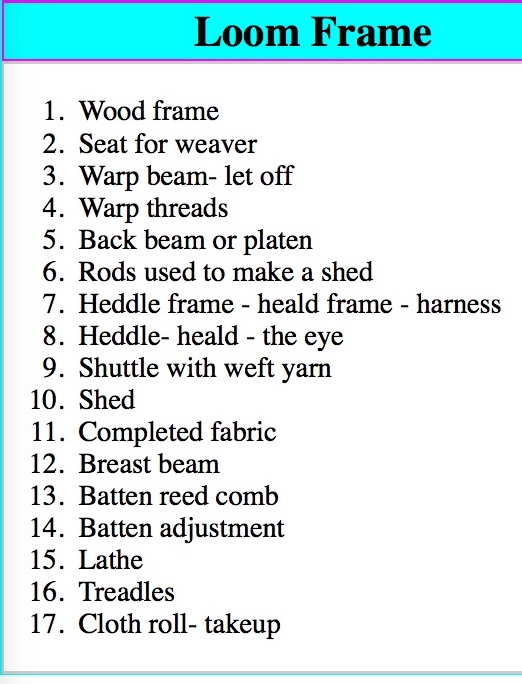 Loom Frame
1. Wood frame
2. Seat for weaver
3. Warp beam- let off
4. Warp threads
5. Back beam or platen
6. Rods used to make a shed
7. Heddle frame - heald frame - harness
8. Heddle- heald - the eye
9. Shuttle with weft yarn
10. Shed
11. Completed fabric
12. Breast beam
13. Batten reed comb
14. Batten adjustment
15. Lathe
16. Treadles
17. Cloth roll- takeup